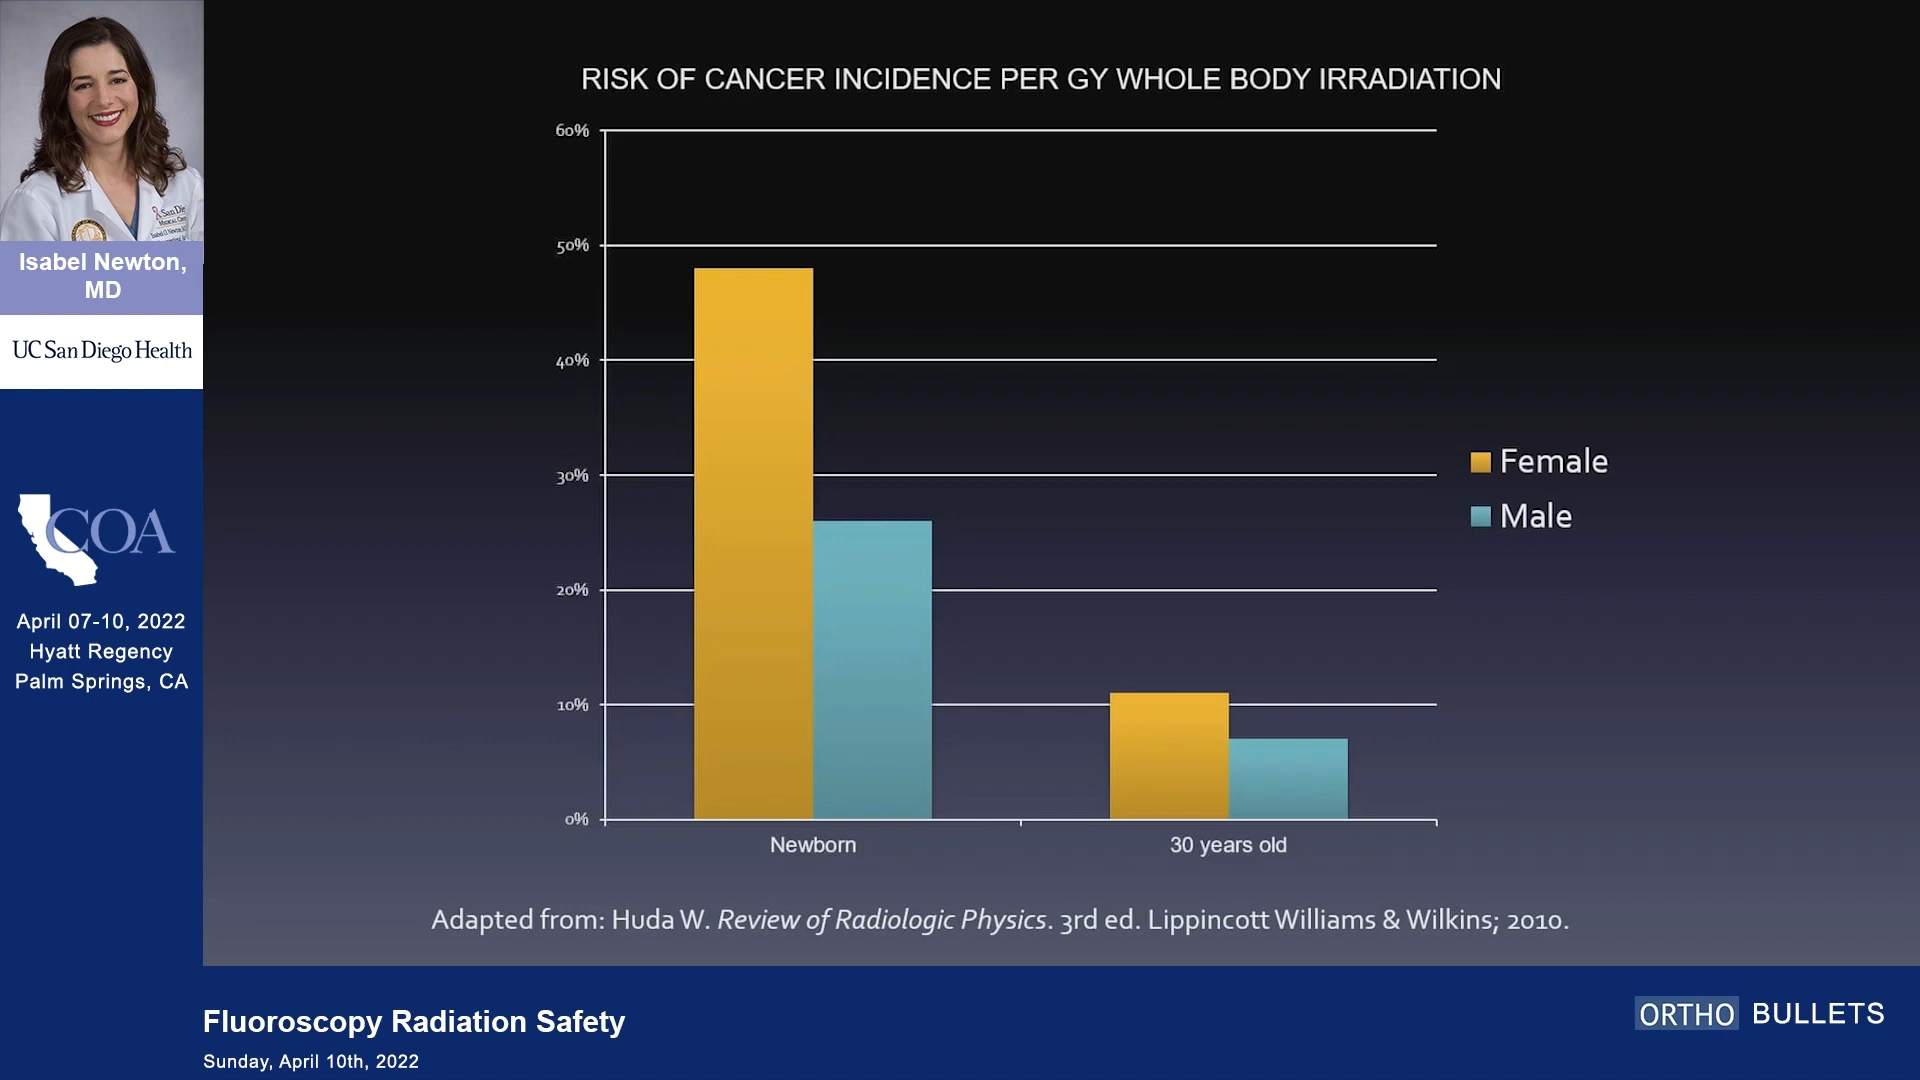 RISK OF CANCER INCIDENCE PER GY WHOLE BODY IRRADIATION
60%
50%
40%
30%
20%
10%
0%
Newborn
30 years old
Female
Male
Adapted from: Huda W. Review of Radiologic Physics. 3rd ed. Lippincott Williams & Wilkins; 2010.
Isabel Newton,
MD
UC San Diego Health
COA
April 07-10, 2022
Hyatt Regency
Palm Springs, CA
Fluoroscopy Radiation Safety
Sunday, April 10th, 2022
ORTHO BULLETS